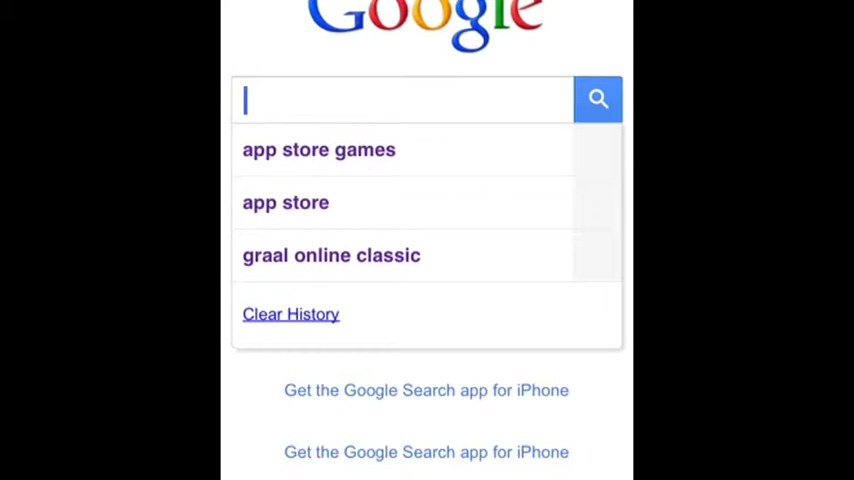 Google
app store games
app store
graal online classic
Clear History
Get the Google Search app for iPhone
Get the Google Search app for iPhone